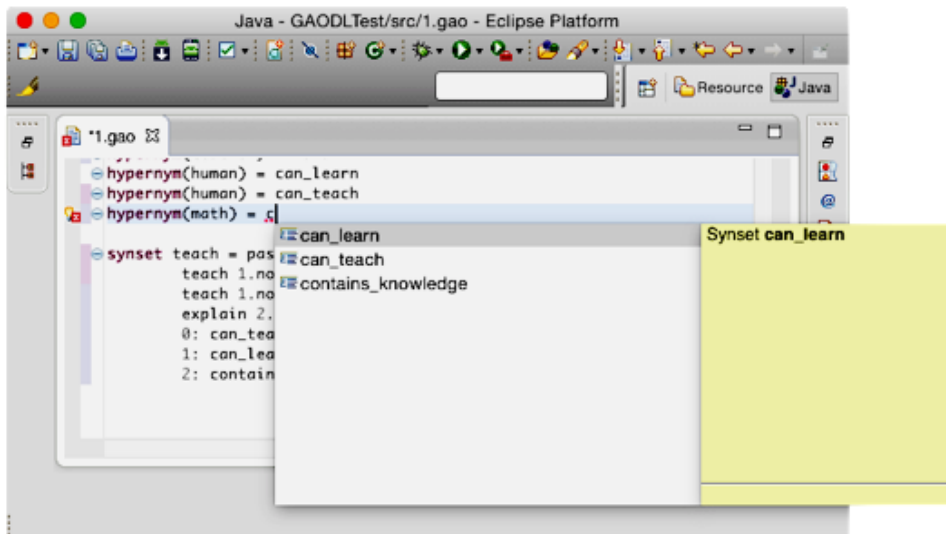 Java - GAODLTest/src/1.gao - Eclipse Platform
Resource Java
*1.gao
hypernym(human) = can_learn
hypernym(human) = can_teach
hypernym(math) = c
can_learn
Synset can_learn
can_teach
contains_knowledge
synset teach = pas
teach 1.no
teach 1.no
explain 2.
0: can_tea
1: can_lea
2: contain